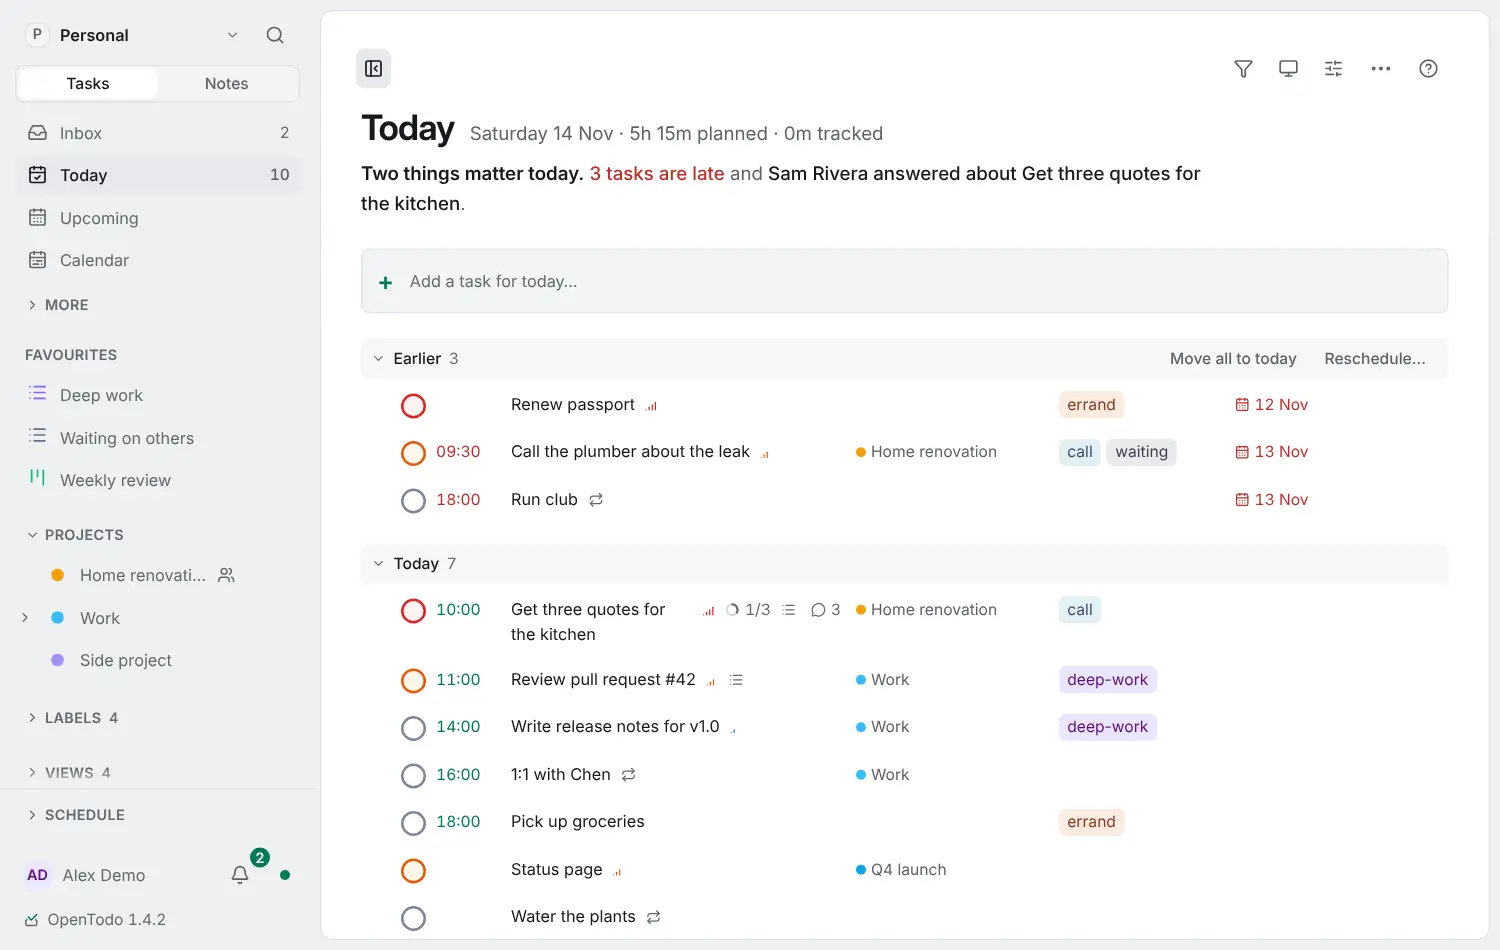 P Personal
Tasks Notes
Inbox 2
Today 10
Upcoming
Calendar
MORE
FAVOURITES
Deep work
Waiting on others
Weekly review
PROJECTS
Home renovati...
Work
Side project
LABELS 4
VIEWS 4
SCHEDULE
AD Alex Demo 2
OpenTodo 1.4.2
Today Saturday 14 Nov · 5h 15m planned · 0m tracked
Two things matter today. 3 tasks are late and Sam Rivera answered about Get three quotes for
the kitchen.
+ Add a task for today...
Earlier 3 Move all to today Reschedule...
Renew passport errand 12 Nov
09:30 Call the plumber about the leak Home renovation call waiting 13 Nov
18:00 Run club 13 Nov
Today 7
10:00 Get three quotes for 1/3 3 Home renovation call
the kitchen
11:00 Review pull request #42 Work deep-work
14:00 Write release notes for v1.0 Work deep-work
16:00 1:1 with Chen Work
18:00 Pick up groceries errand
Status page Q4 launch
Water the plants